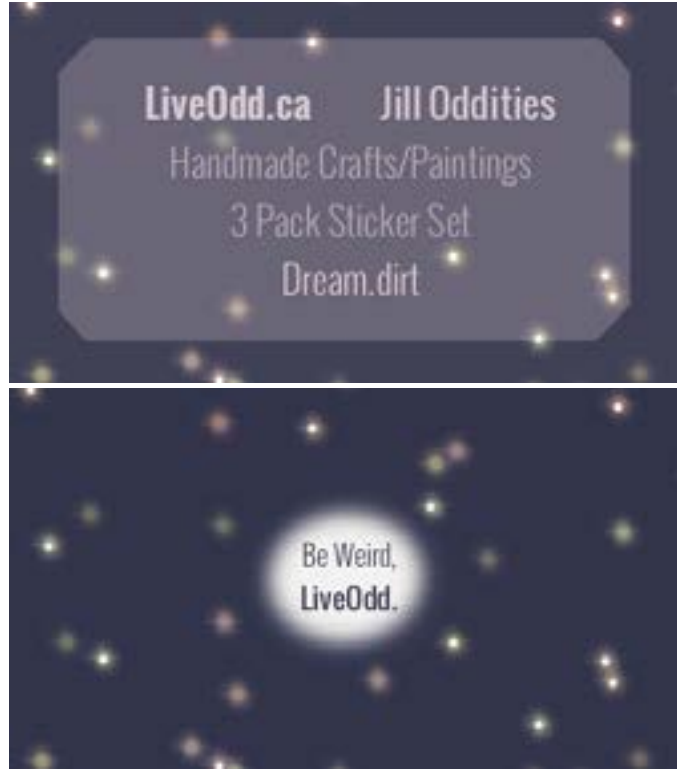 LiveOdd.ca Jill Oddities
Handmade Crafts/Paintings
3 Pack Sticker Set
Dream.dirt
Be Weird,
LiveOdd.